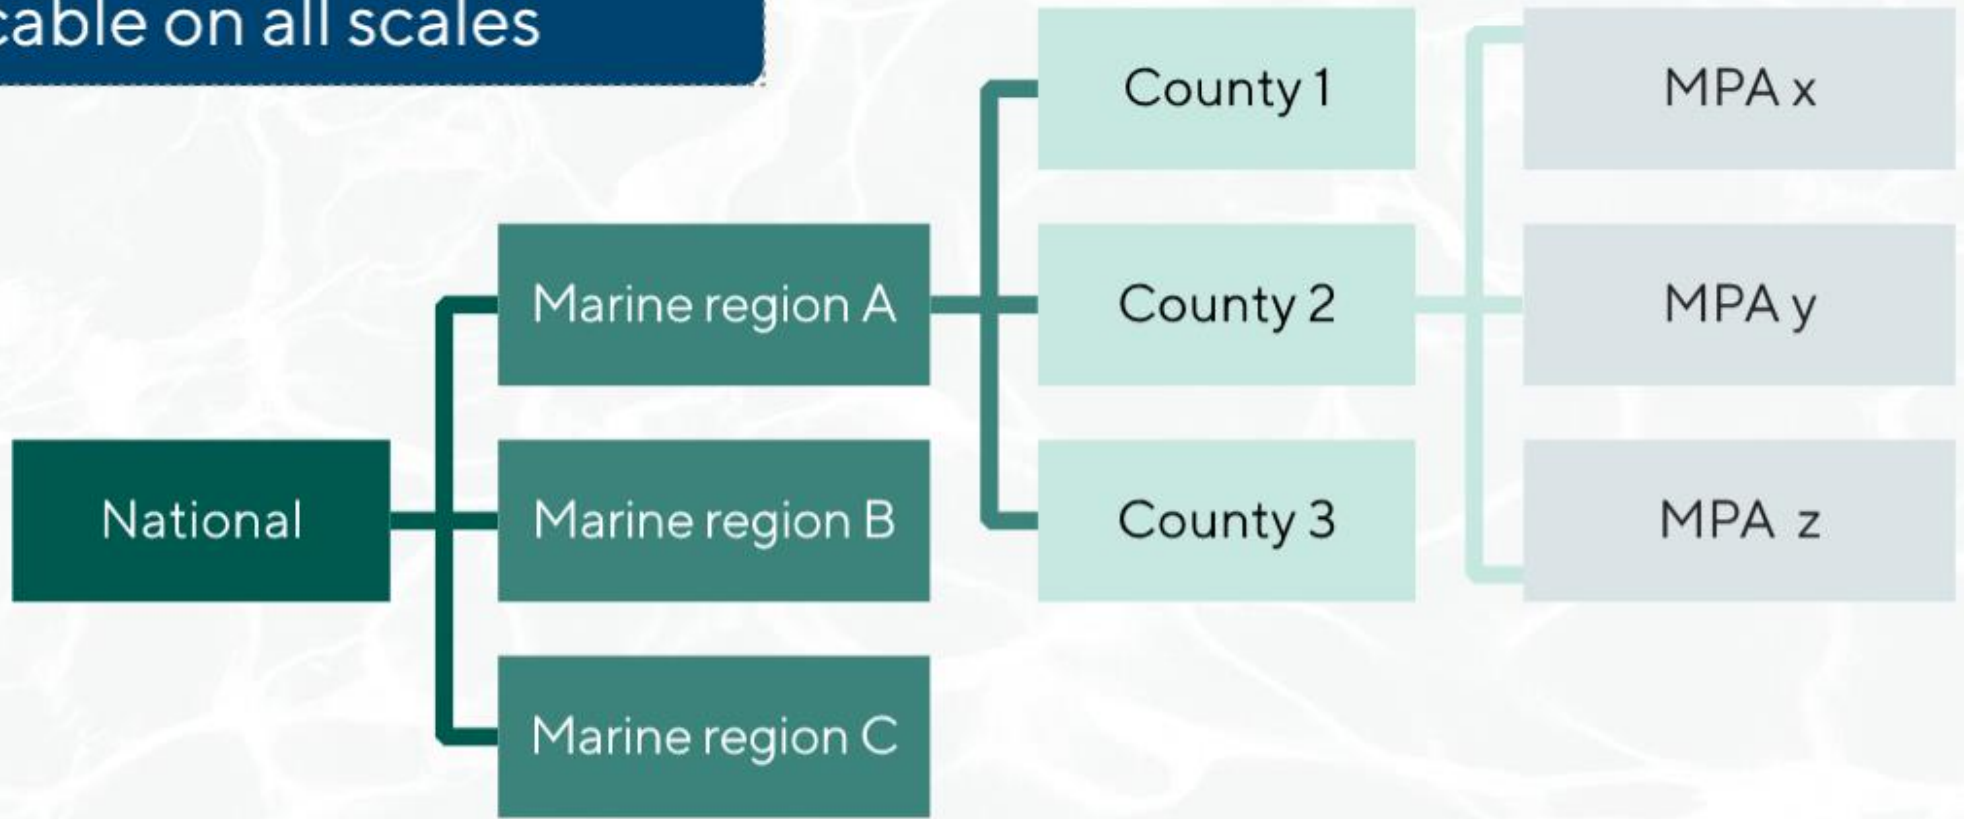 on all scales
County 1
MPA x
Marine region A
County 2
MPA y
National
Marine region B
County 3
MPA z
Marine region C